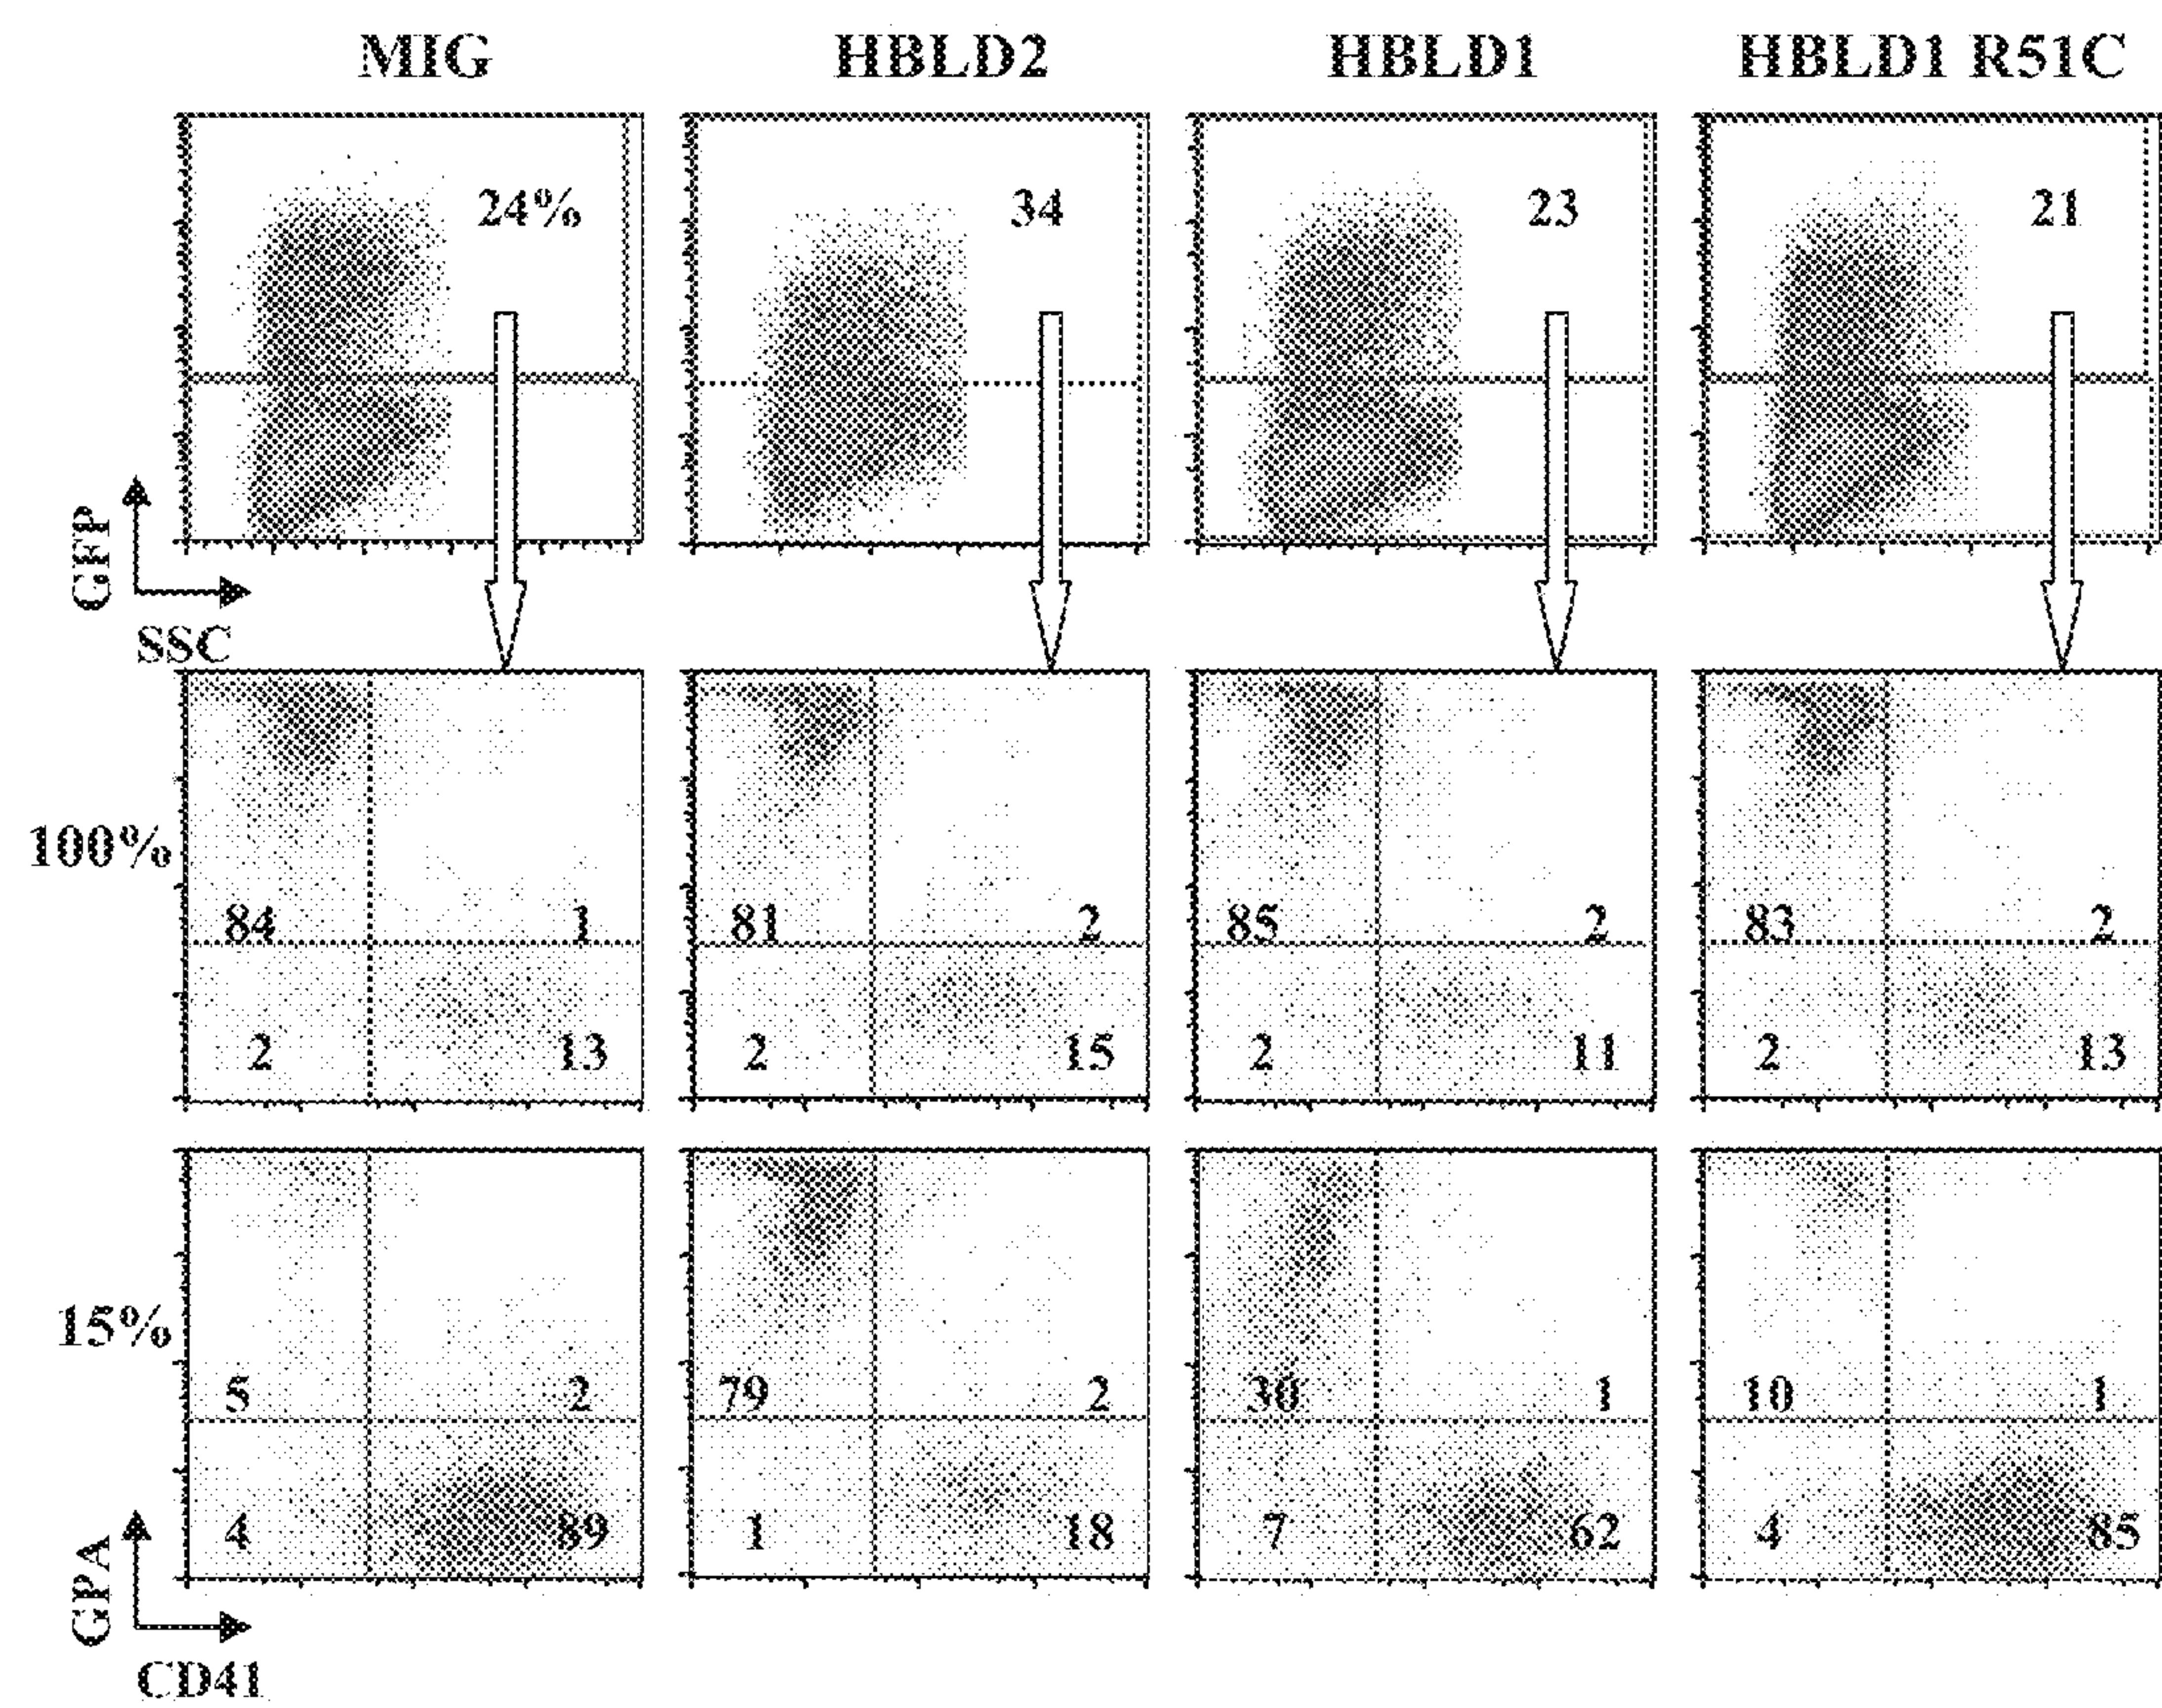 MIG HBLD2 HBLD1 HBLD1 R51C
24% 34 23 21
GFP
SSC
100%
84 1 81 2 85 2 83 2
2 13 2 15 2 11 2 13
15%
5 2 79 2 30 1 10 1
4 89 1 18 7 62 4 85
GPA
CD41